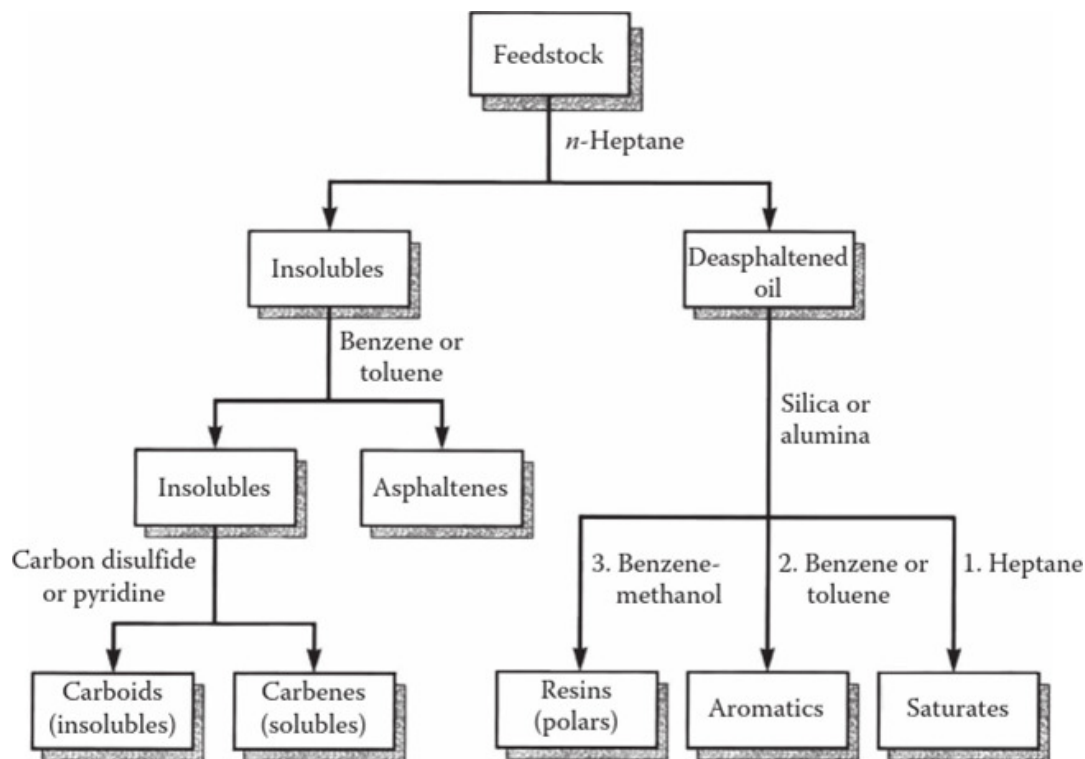 Feedstock
n-Heptane
Insolubles
Deasphaltened
oil
Benzene or
toluene
Silica or
alumina
Insolubles
Asphaltenes
Carbon disulfide
or pyridine
3. Benzene-
methanol
2. Benzene or
toluene
1. Heptane
Carboids
(insolubles)
Carbenes
(solubles)
Resins
(polars)
Aromatics
Saturates